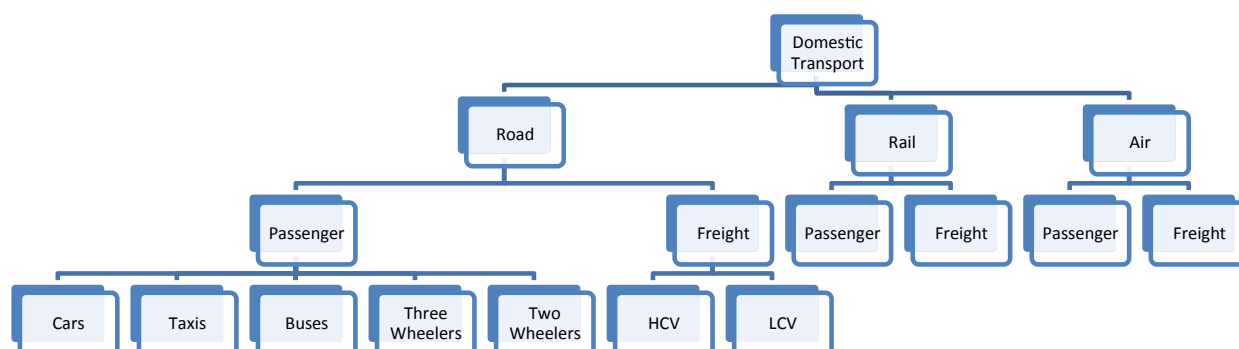 Domestic
Transport
Road
Rail
Air
Passenger
Freight
Passenger
Freight
Passenger
Freight
Cars
Taxis
Buses
Three
Wheelers
Two
Wheelers
HCV
LCV